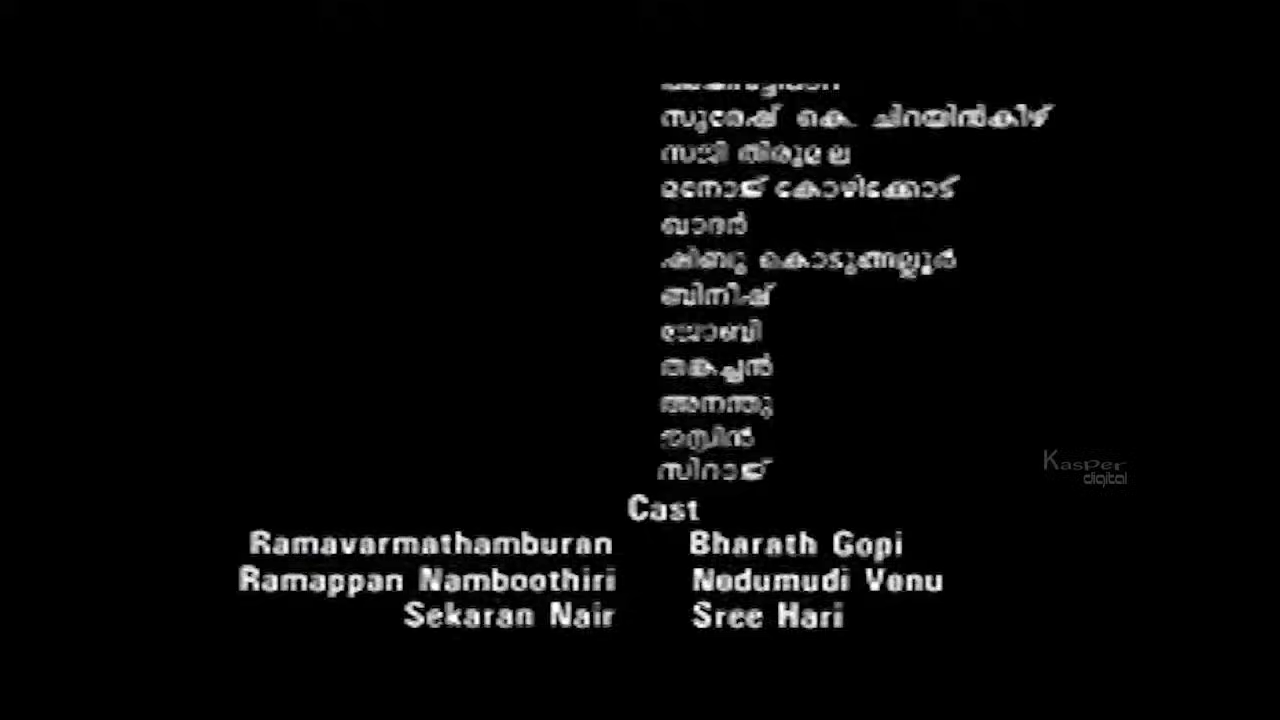 സുരേഷ് കെ. ചിറയിൻകീഴ്
സജി തിരുമല
മനോജ് കോഴിക്കോട്
ഖാദർ
ഷിബു കൊടുങ്ങല്ലൂർ
ബിനീഷ്
ജോബി
തങ്കച്ചൻ
അനന്തു
സിറാജ്
Kasper
digital
Cast
Ramavarmathamburan Bharath Gopi
Ramappan Namboothiri Nedumudi Venu
Sekaran Nair Sree Hari